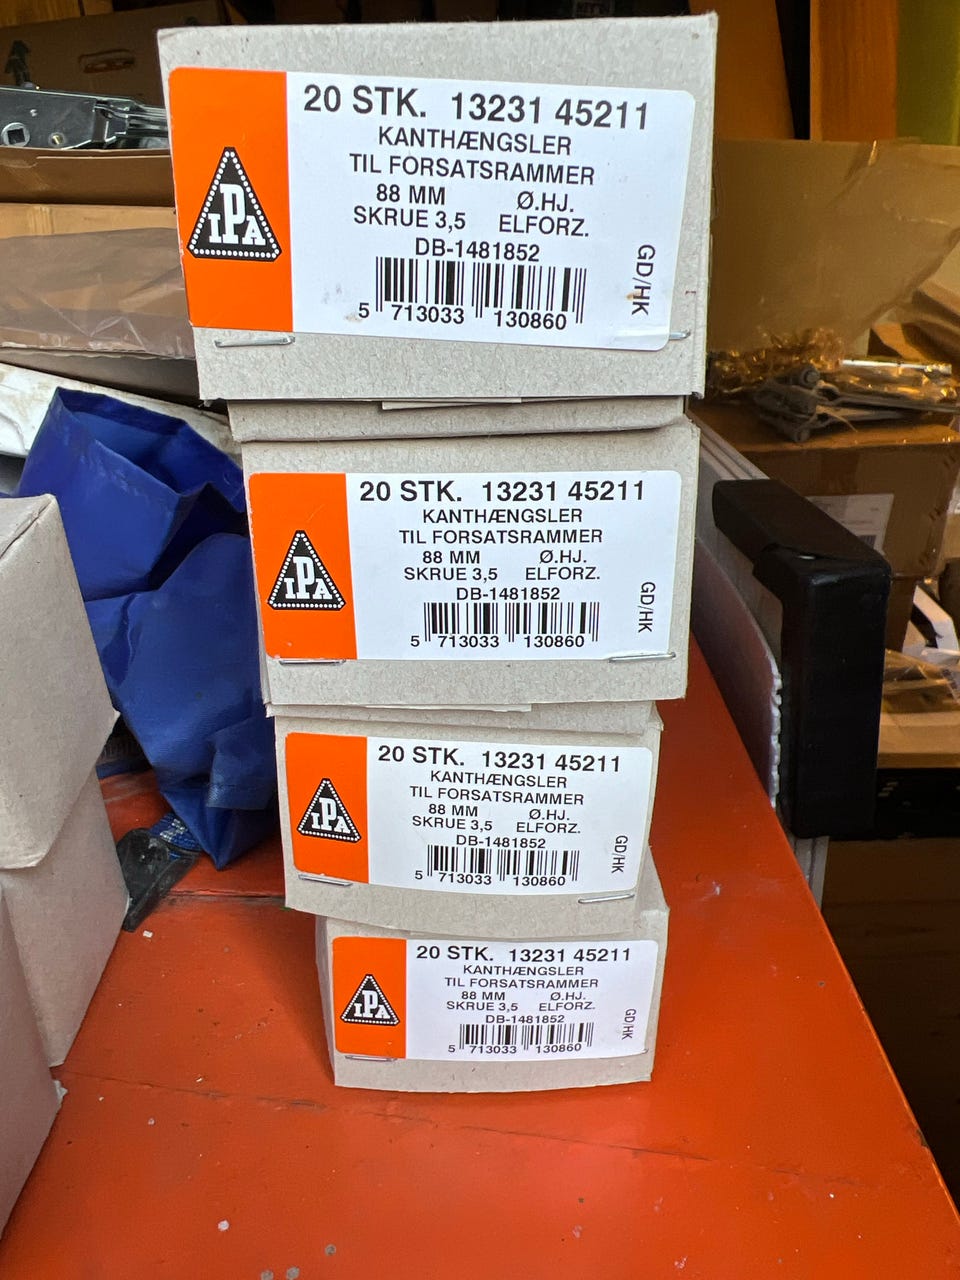 20 STK. 13231 45211
KANTHÆNGSLER
TIL FORSATSRAMMER
88 MM Ø.HJ.
SKRUE 3,5 ELFORZ.
DB-1481852
5 713033 130860
GD/HK
IPA
20 STK. 13231 45211
KANTHÆNGSLER
TIL FORSATSRAMMER
88 MM Ø.HJ.
SKRUE 3,5 ELFORZ.
DB-1481852
5 713033 130860
GD/HK
IPA
20 STK. 13231 45211
KANTHÆNGSLER
TIL FORSATSRAMMER
88 MM Ø.HJ.
SKRUE 3,5 ELFORZ.
DB-1481852
5 713033 130860
GD/HK
IPA
20 STK. 13231 45211
KANTHÆNGSLER
TIL FORSATSRAMMER
88 MM Ø.HJ.
SKRUE 3,5 ELFORZ.
DB-1481852
5 713033 130860
GD/HK
IPA